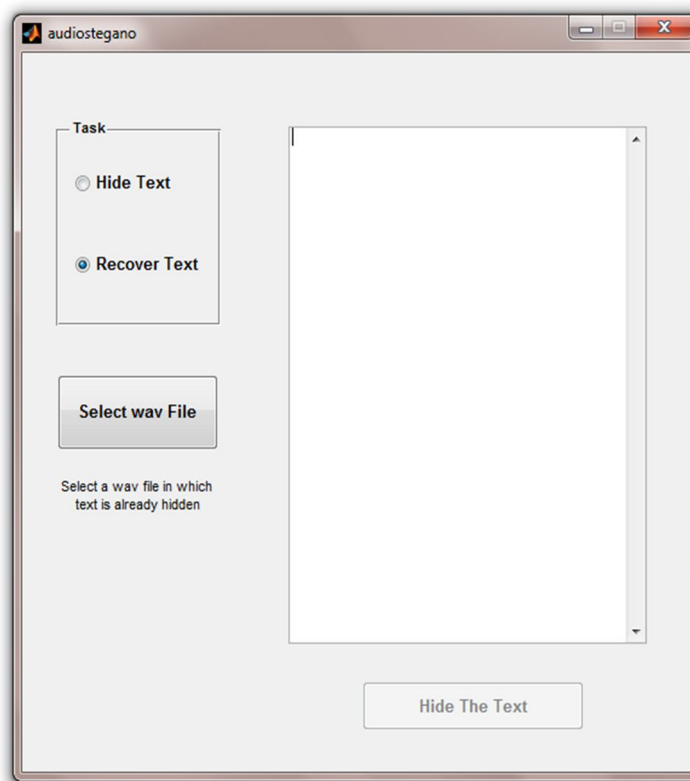 audiostegano
Task
Hide Text
Recover Text
Select wav File
Select a wav file in which
text is already hidden
Hide The Text